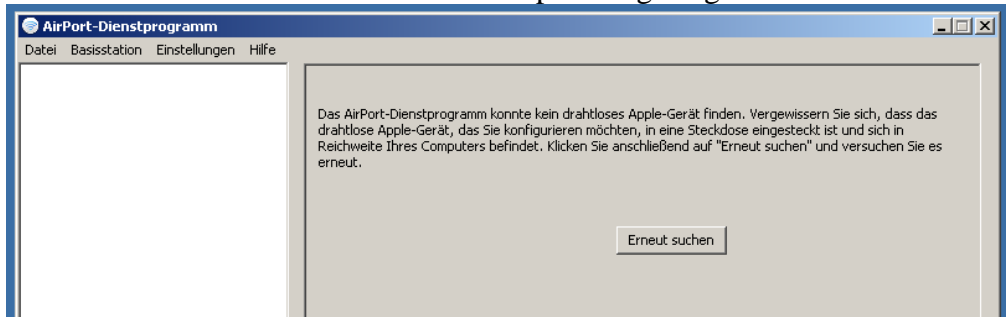 AirPort-Dienstprogramm
Datei Basisstation Einstellungen Hilfe
Das AirPort-Dienstprogramm konnte kein drahtloses Apple-Gerät finden. Vergewissern Sie sich, dass das
drahtlose Apple-Gerät, das Sie konfigurieren möchten, in eine Steckdose eingesteckt ist und sich in
Reichweite Ihres Computers befindet. Klicken Sie anschließend auf "Erneut suchen" und versuchen Sie es
erneut.
Erneut suchen